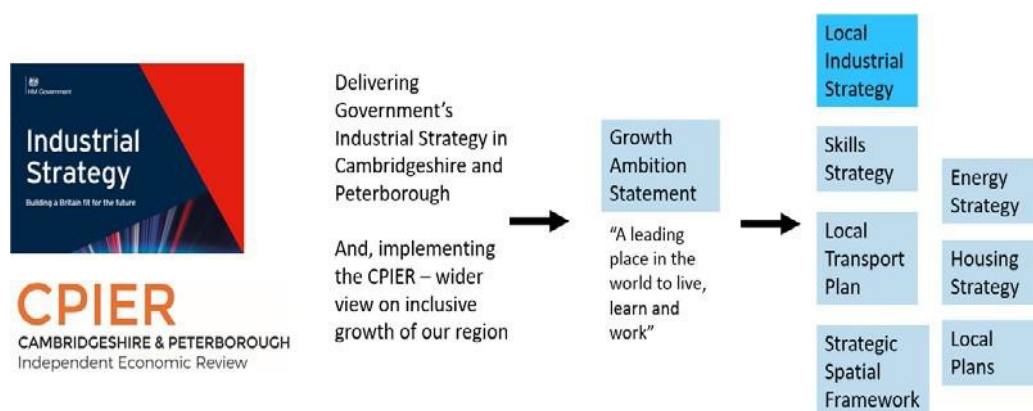 HM Government
Industrial
Strategy
Building a Britain fit for the future
CPIER
CAMBRIDGESHIRE & PETERBOROUGH
Independent Economic Review
Delivering
Government's
Industrial Strategy in
Cambridgeshire and
Peterborough
And, implementing
the CPIER – wider
view on inclusive
growth of our region
Growth
Ambition
Statement
“A leading
place in the
world to live,
learn and
work”
Local
Industrial
Strategy
Skills
Strategy
Local
Transport
Plan
Strategic
Spatial
Framework
Energy
Strategy
Housing
Strategy
Local
Plans